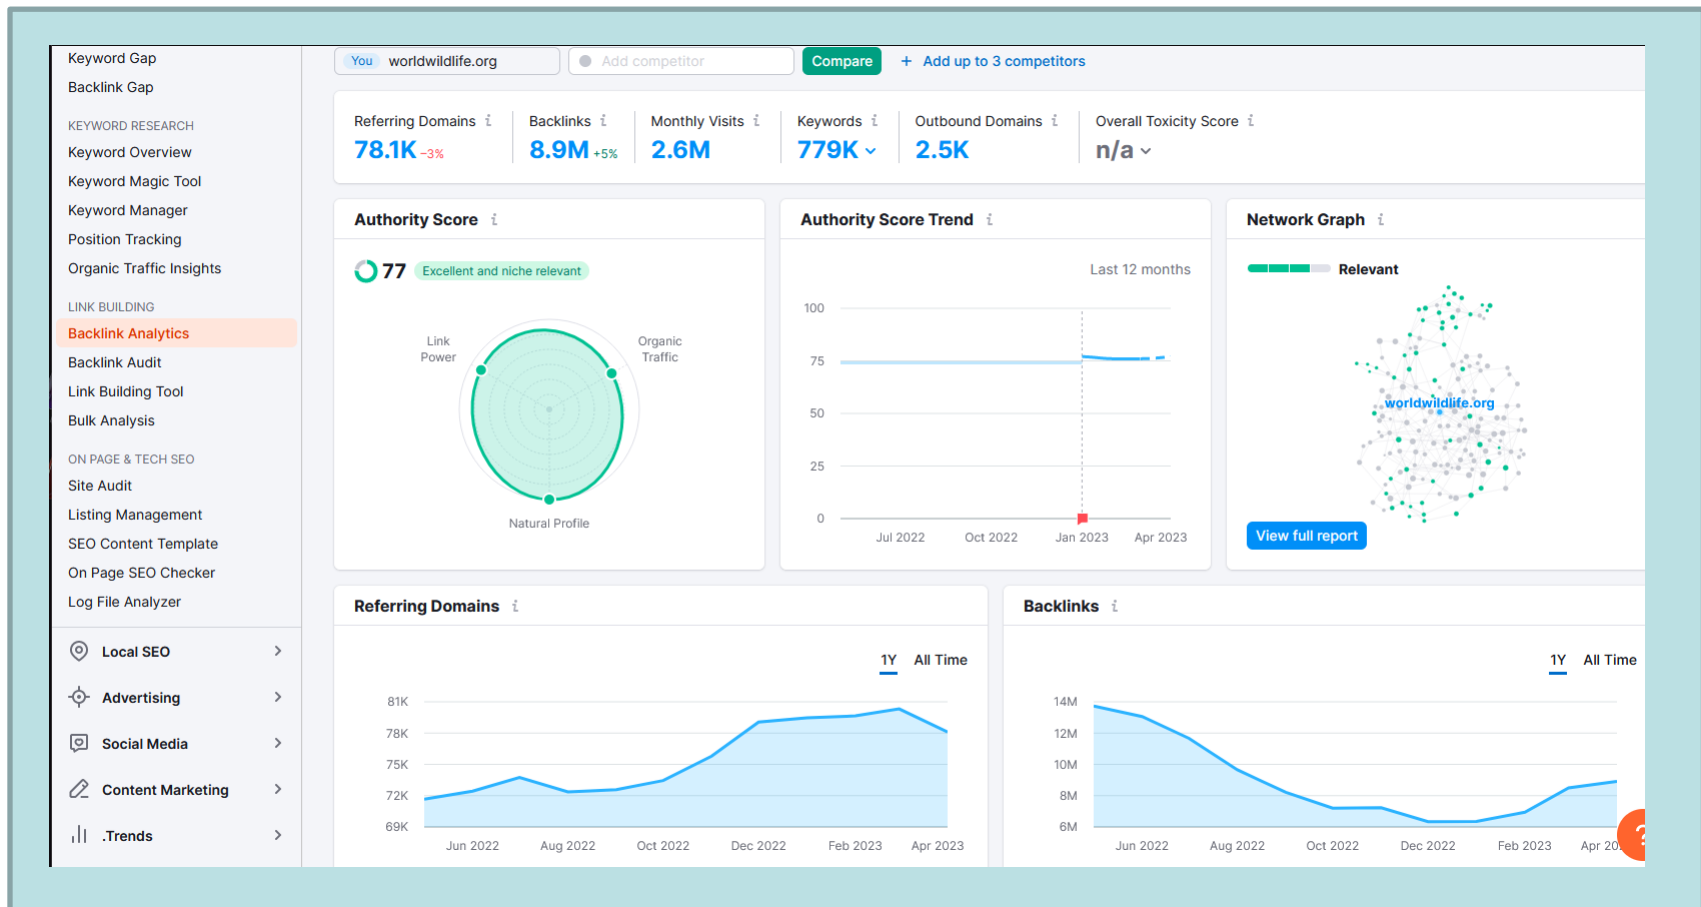 Keyword Gap
Backlink Gap
KEYWORD RESEARCH
Keyword Overview
Keyword Magic Tool
Keyword Manager
Position Tracking
Organic Traffic Insights
LINK BUILDING
Backlink Analytics
Backlink Audit
Link Building Tool
Bulk Analysis
ON PAGE & TECH SEO
Site Audit
Listing Management
SEO Content Template
On Page SEO Checker
Log File Analyzer
Local SEO
Advertising
Social Media
Content Marketing
.Trends
You worldwildlife.org Add competitor Compare + Add up to 3 competitors
Referring Domains i Backlinks i Monthly Visits i Keywords i Outbound Domains i Overall Toxicity Score i
78.1K -3% 8.9M +5% 2.6M 779K 2.5K n/a
Authority Score i
77 Excellent and niche relevant
Link
Power
Organic
Traffic
Natural Profile
Authority Score Trend i
Last 12 months
100
75
50
25
0
Jul 2022 Oct 2022 Jan 2023 Apr 2023
Network Graph i
Relevant
worldwildlife.org
View full report
Referring Domains i
1Y All Time
81K
78K
75K
72K
69K
Jun 2022 Aug 2022 Oct 2022 Dec 2022 Feb 2023 Apr 2023
Backlinks i
1Y All Time
14M
12M
10M
8M
6M
Jun 2022 Aug 2022 Oct 2022 Dec 2022 Feb 2023 Apr 20
?